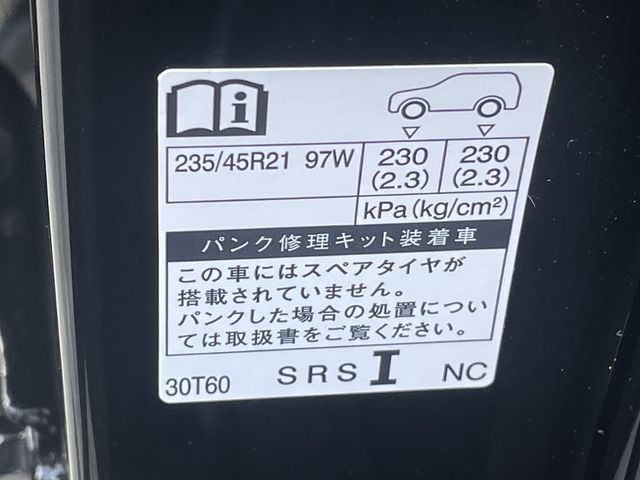 i
235/45R21 97W 230 230
(2.3) (2.3)
kPa(kg/cm²)
パンク修理キット装着車
この車にはスペアタイヤが
搭載されていません。
パンクした場合の処置につい
ては取扱書をご覧ください。
30T60 SRS I NC